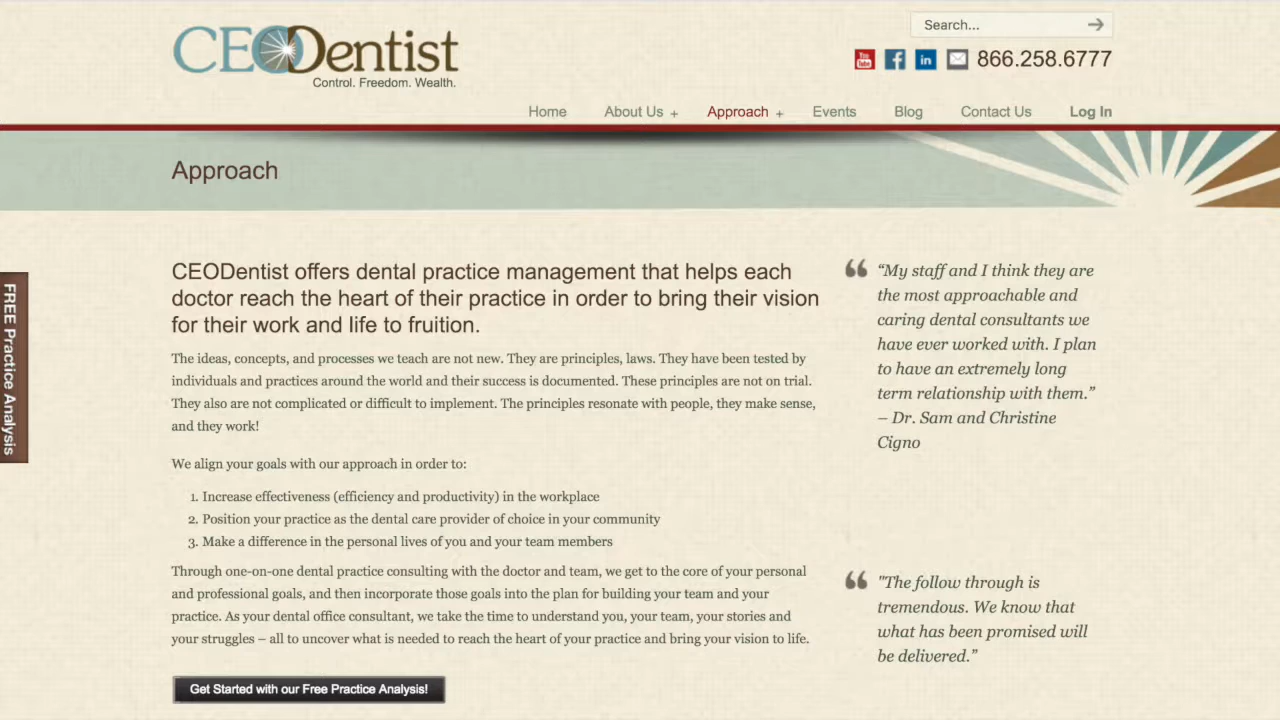 CEODentist
Control. Freedom. Wealth.
Search...
You
Tube
f
in
866.258.6777
Home
About Us +
Approach +
Events
Blog
Contact Us
Log In
Approach
FREE Practice Analysis
CEODentist offers dental practice management that helps each
doctor reach the heart of their practice in order to bring their vision
for their work and life to fruition.
The ideas, concepts, and processes we teach are not new. They are principles, laws. They have been tested by
individuals and practices around the world and their success is documented. These principles are not on trial.
They also are not complicated or difficult to implement. The principles resonate with people, they make sense,
and they work!
We align your goals with our approach in order to:
1. Increase effectiveness (efficiency and productivity) in the workplace
2. Position your practice as the dental care provider of choice in your community
3. Make a difference in the personal lives of you and your team members
Through one-on-one dental practice consulting with the doctor and team, we get to the core of your personal
and professional goals, and then incorporate those goals into the plan for building your team and your
practice. As your dental office consultant, we take the time to understand you, your team, your stories and
your struggles – all to uncover what is needed to reach the heart of your practice and bring your vision to life.
Get Started with our Free Practice Analysis!
“My staff and I think they are
the most approachable and
caring dental consultants we
have ever worked with. I plan
to have an extremely long
term relationship with them.”
– Dr. Sam and Christine
Cigno
"The follow through is
tremendous. We know that
what has been promised will
be delivered.”